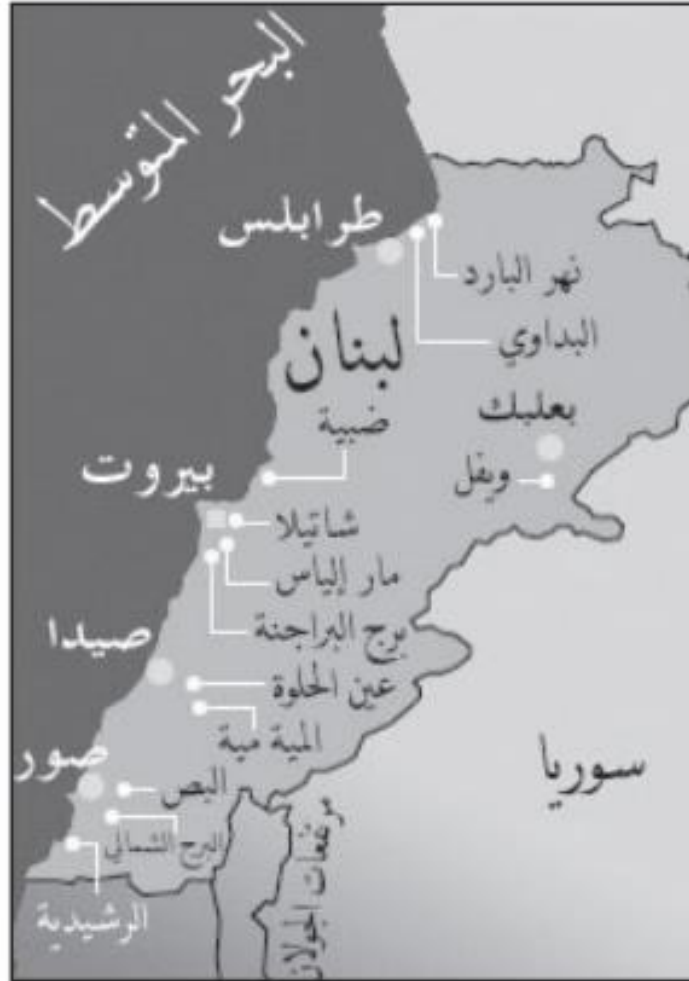 البحر المتوسط
طرابلس
نهر البارد
البداوي
لبنان
بعلبك
ضبية
ويفل
بيروت
شاتيلا
مار إلياس
برج البراجنة
صيدا
عين الحلوة
المية مية
سوريا
صور
البص
البرج الشمالي
الرشيدية
مرتفعات الجولان